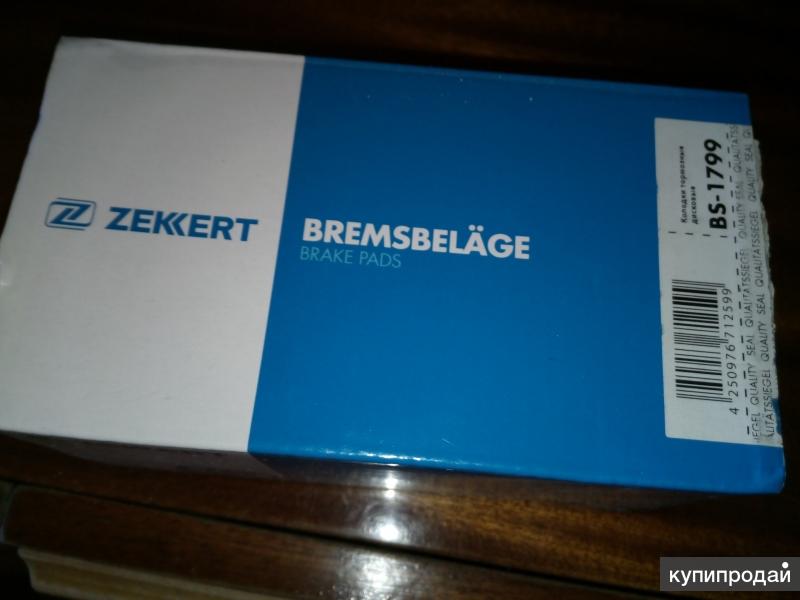 ZEKKERT
BREMSBELÄGE
BRAKE PADS
Колодки тормозные
дисковые
BS-1799
4 250976 712599
QUALITÄTSSIEGEL QUALITY SEAL QUALITÄTSSIEGEL QUALITY SEAL
купипродай